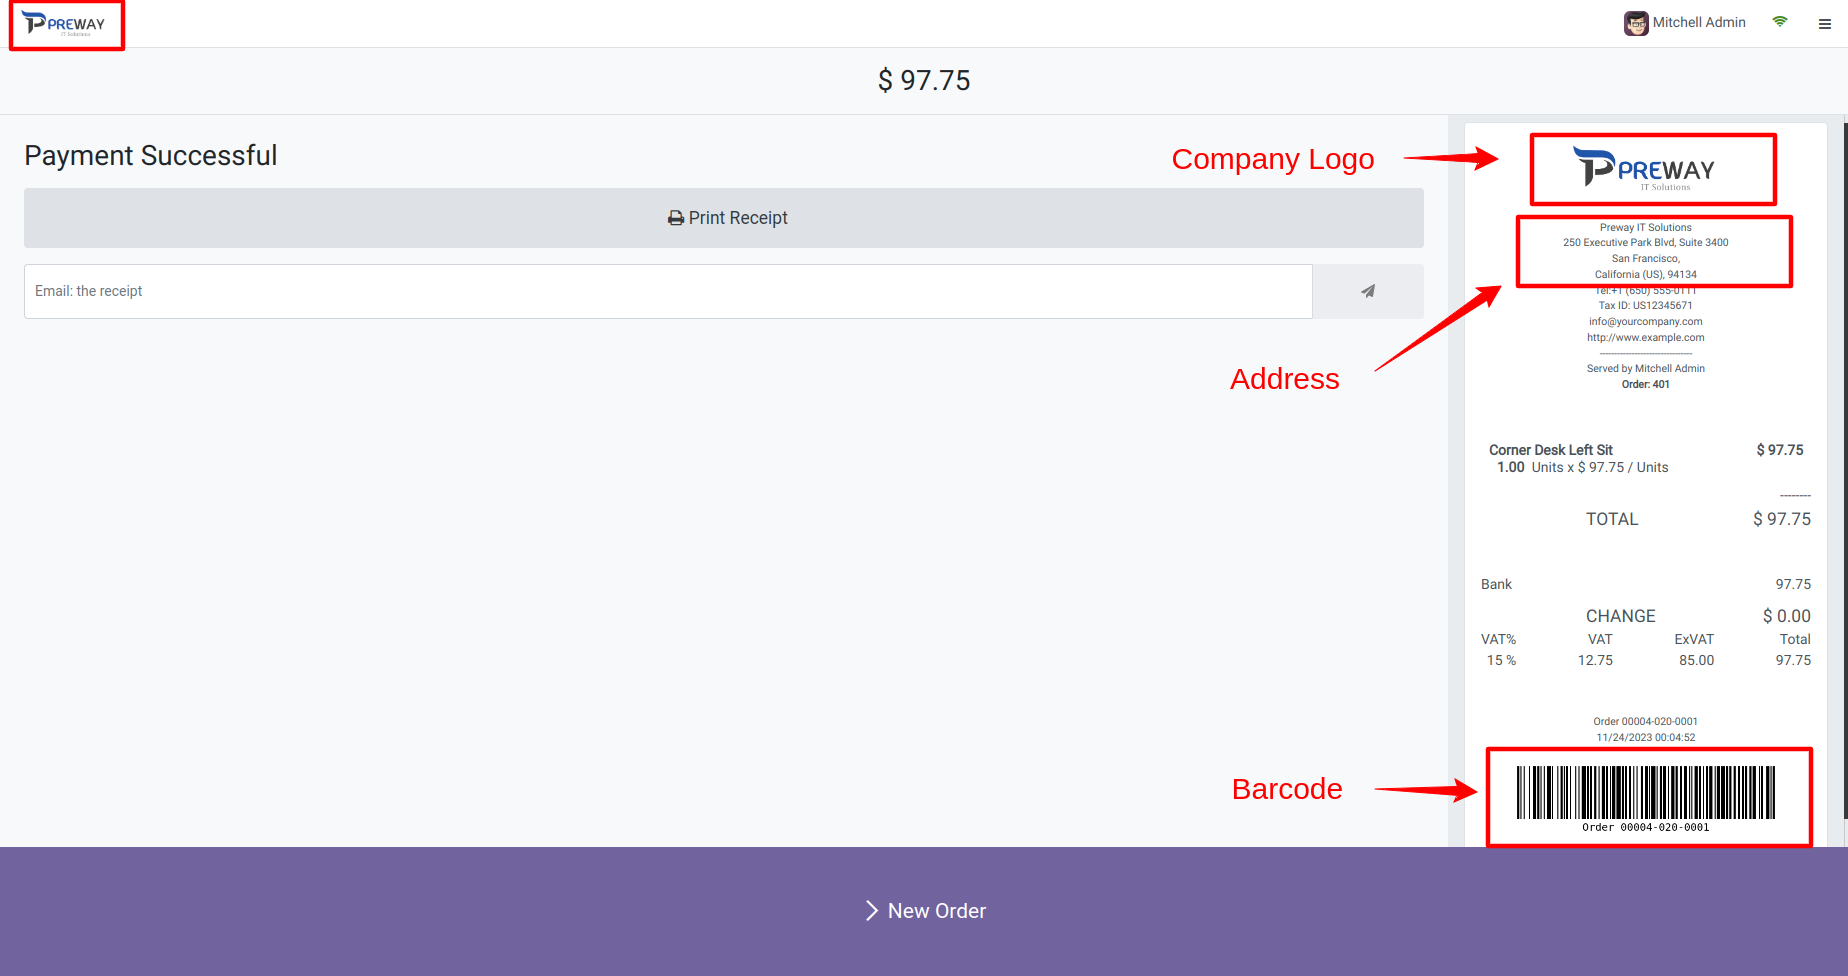 PREWAY
IT Solutions
Mitchell Admin
$ 97.75
Payment Successful
Print Receipt
Email: the receipt
Company Logo
Address
Barcode
PREWAY
IT Solutions
Preway IT Solutions
250 Executive Park Blvd, Suite 3400
San Francisco,
California (US), 94134
Tel:+1 (650) 555-0111
Tax ID: US12345671
info@yourcompany.com
http://www.example.com
--------------------------------
Served by Mitchell Admin
Order: 401
Corner Desk Left Sit $ 97.75
1.00 Units x $ 97.75 / Units
--------
TOTAL $ 97.75
Bank 97.75
CHANGE $ 0.00
VAT% VAT ExVAT Total
15 % 12.75 85.00 97.75
Order 00004-020-0001
11/24/2023 00:04:52
Order 00004-020-0001
New Order